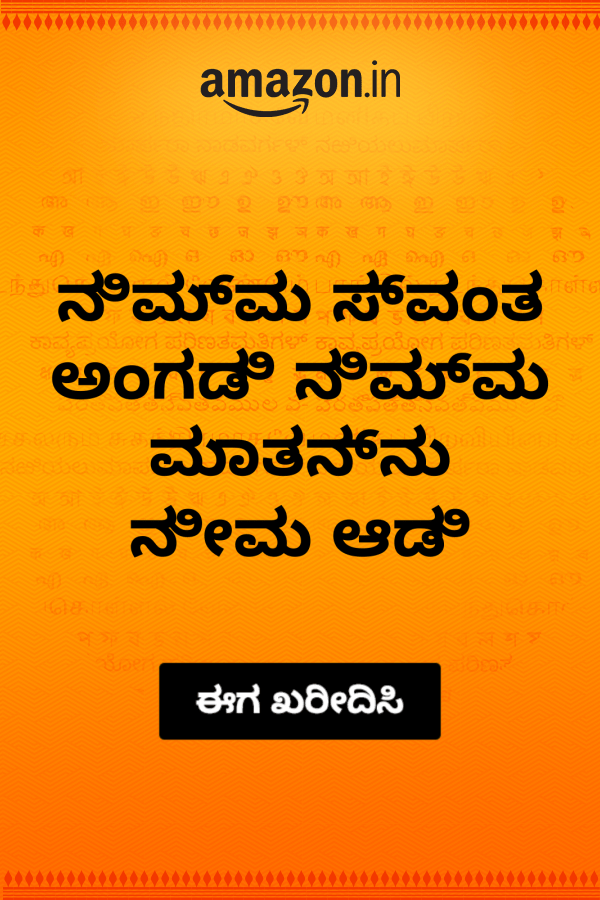 amazon.in
ನಿಮ್ಮ ಸ್ವಂತ
ಅಂಗಡಿ ನಿಮ್ಮ
ಮಾತನ್ನು
ನೀಮ ಆಡಿ
ಈಗ ಖರೀದಿಸಿ